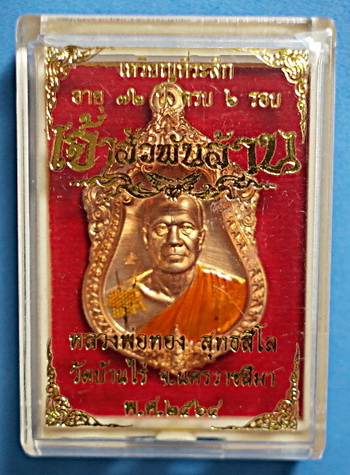 เหรียญที่ระลึก
อายุ ๗๒ ปี ครบ ๖ รอบ
เจ้าสัวพันล้าน
หลวงพ่อทอง สุทธสีโล
วัดบ้านไร่ จ.นครราชสีมา
พ.ศ.๒๕๖๔